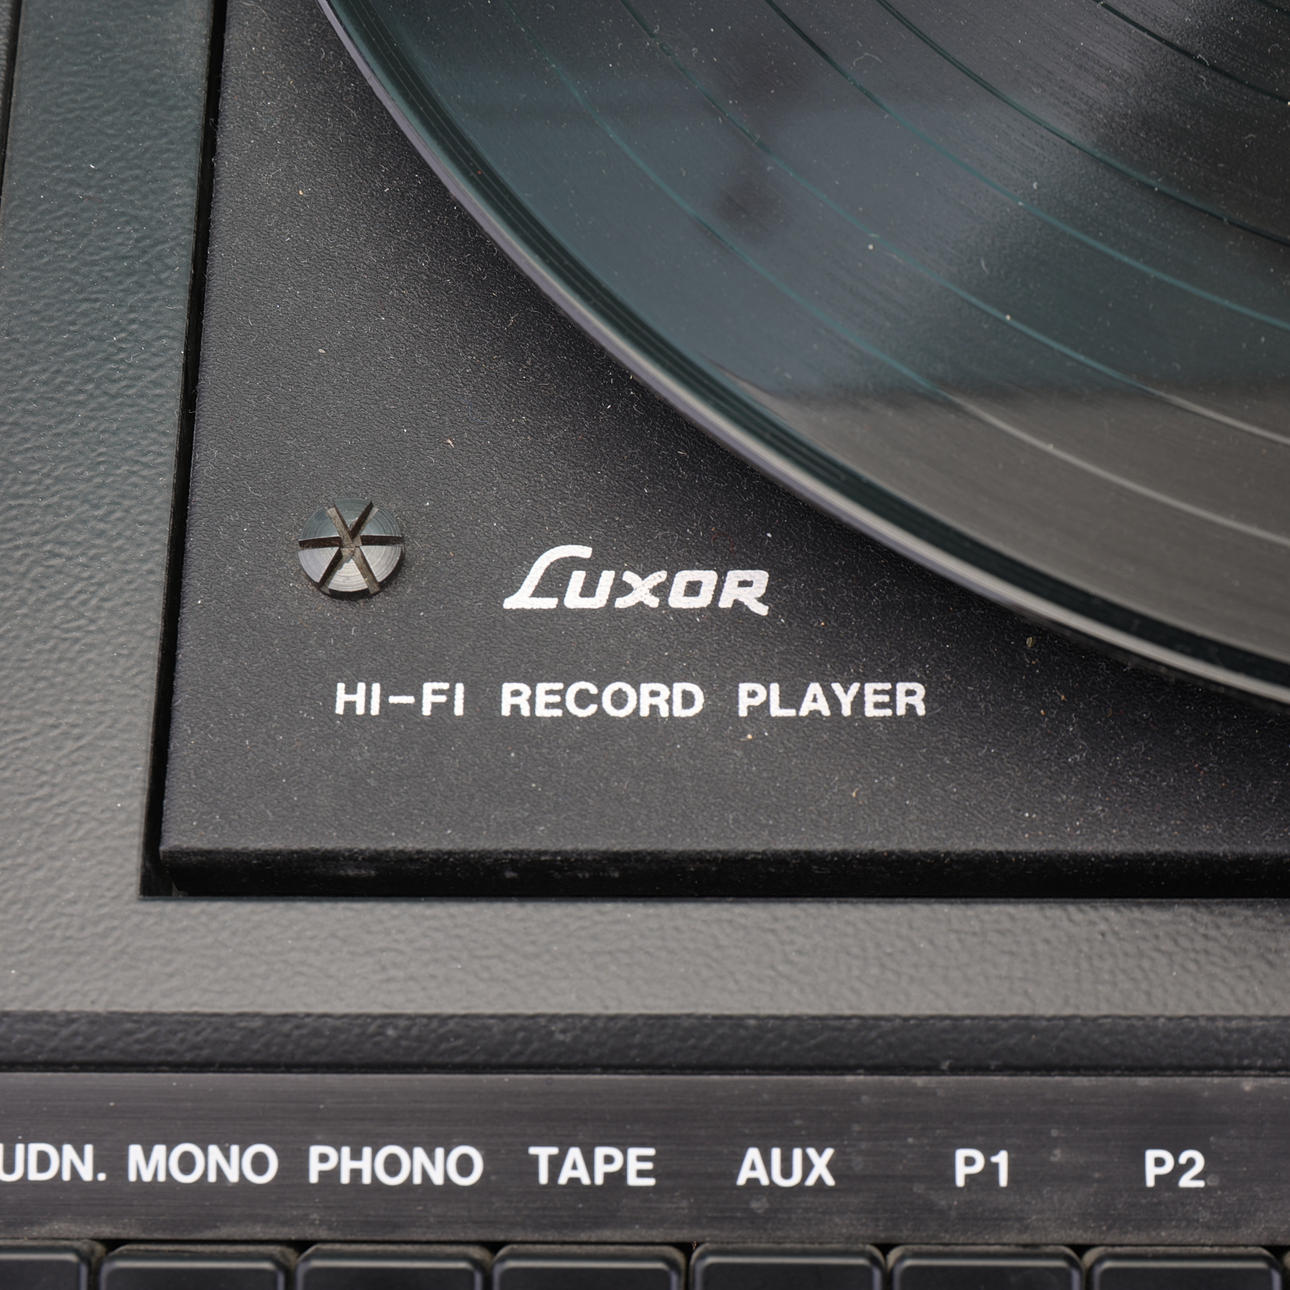 LUXOR
HI-FI RECORD PLAYER
UDN. MONO PHONO TAPE AUX P1 P2